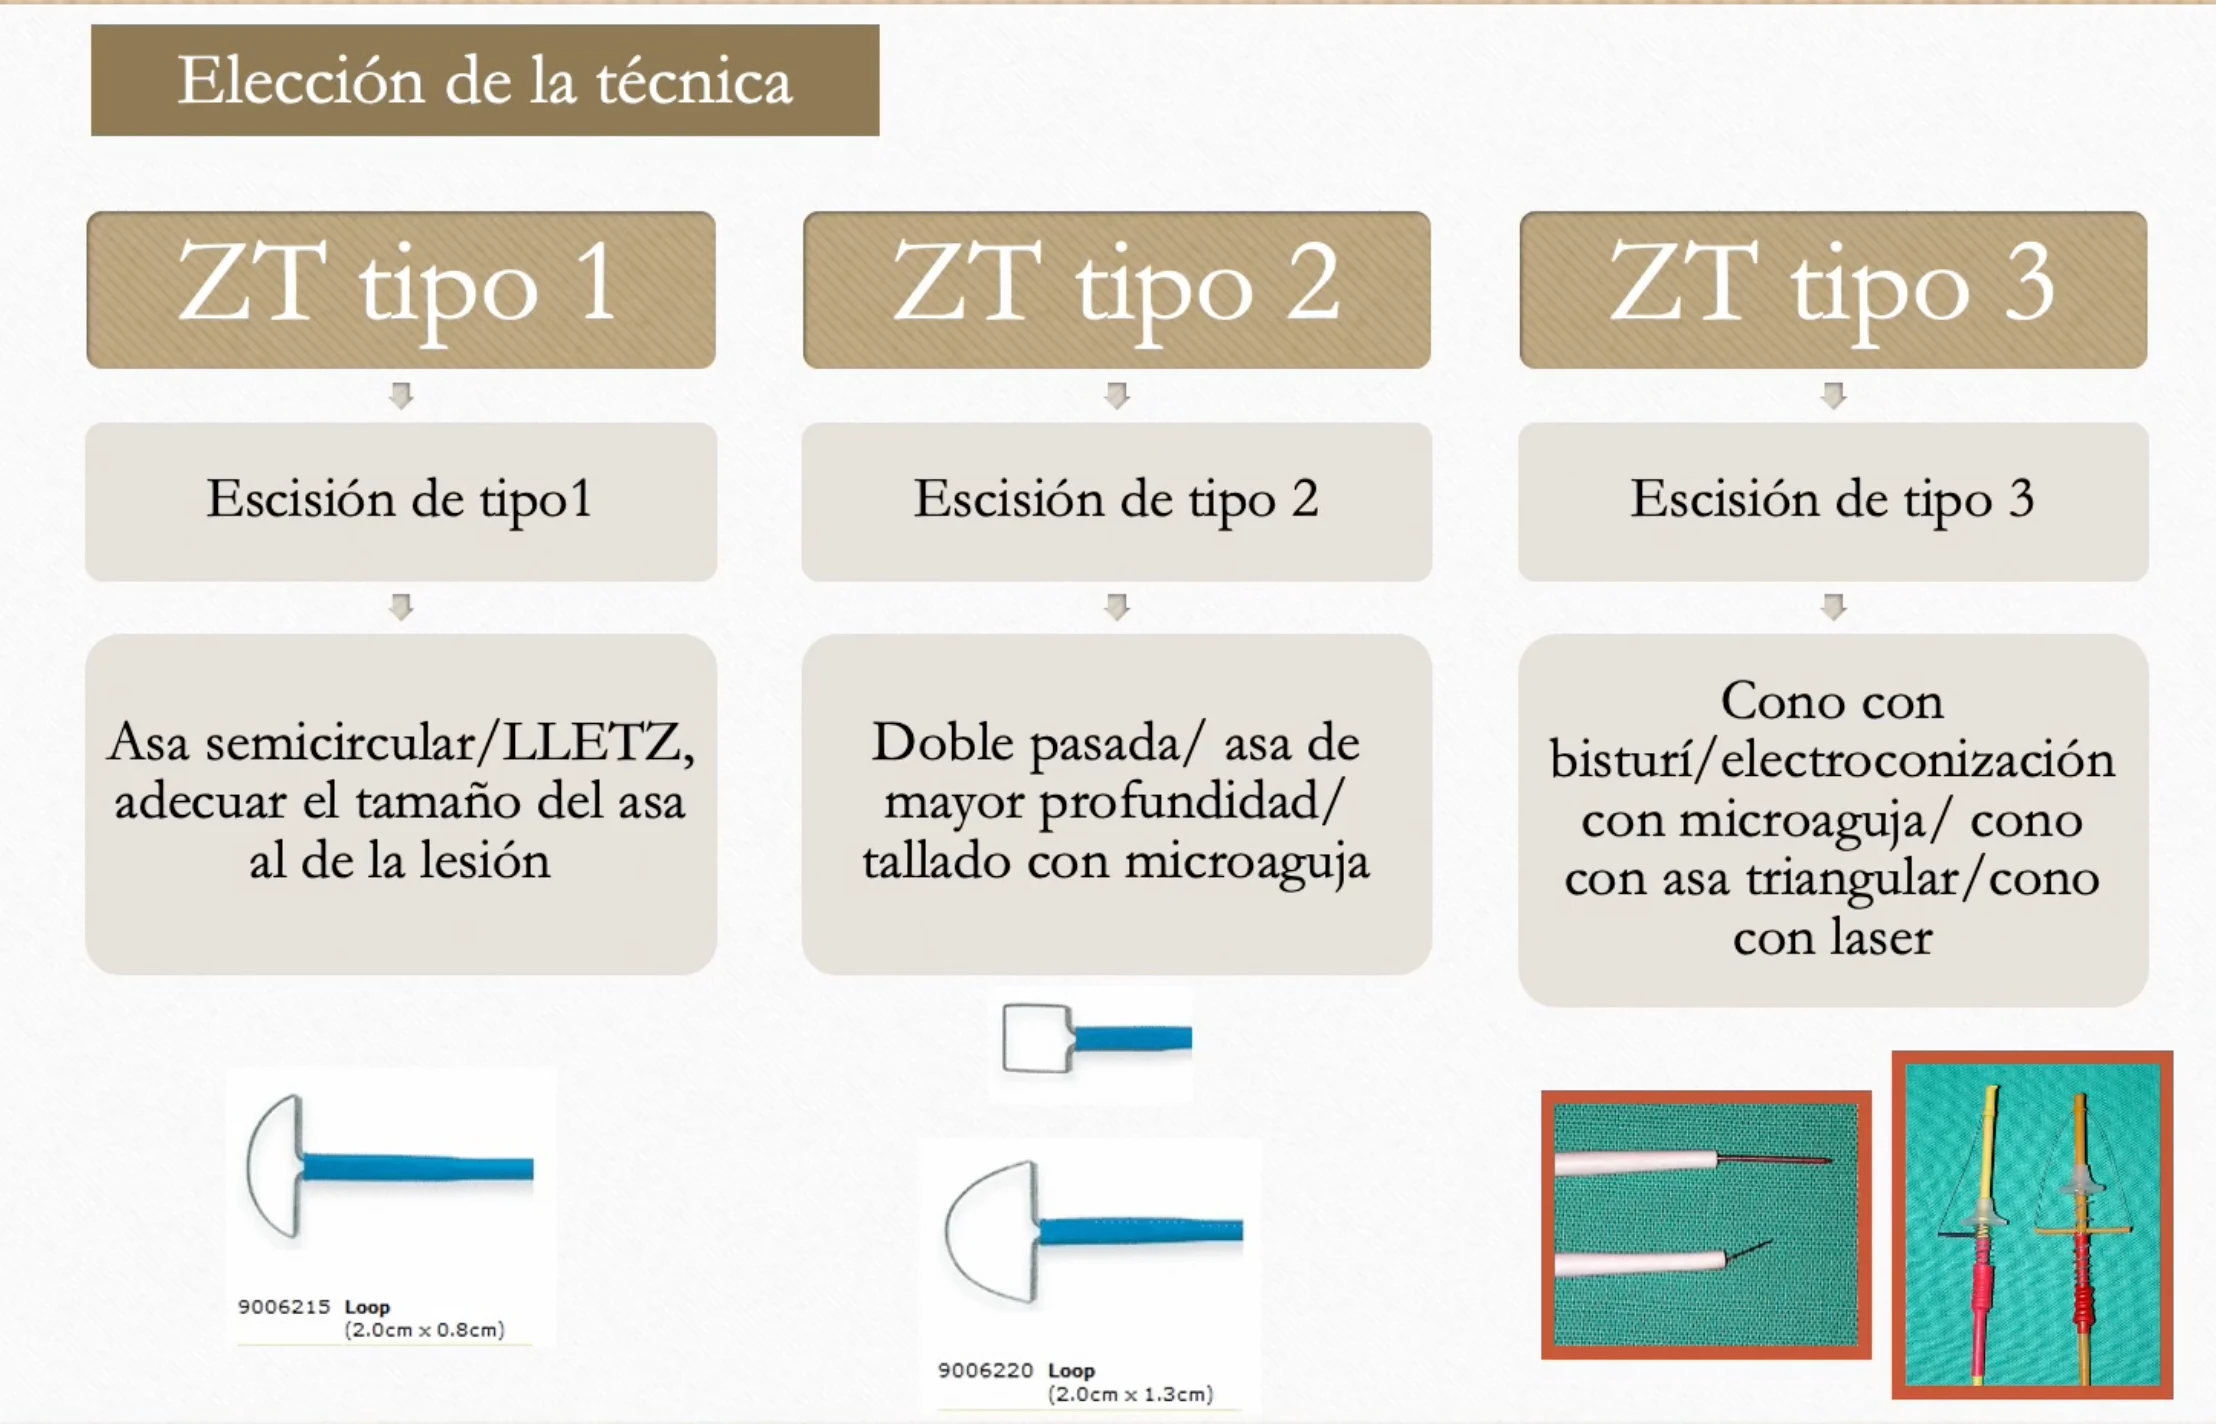 Elección de la técnica
ZT tipo 1
Escisión de tipo1
Asa semicircular/LLETZ,
adecuar el tamaño del asa
al de la lesión
9006215 Loop
(2.0cm x 0.8cm)
ZT tipo 2
Escisión de tipo 2
Doble pasada/ asa de
mayor profundidad/
tallado con microaguja
9006220 Loop
(2.0cm x 1.3cm)
ZT tipo 3
Escisión de tipo 3
Cono con
bisturí/electroconización
con microaguja/ cono
con asa triangular/cono
con laser